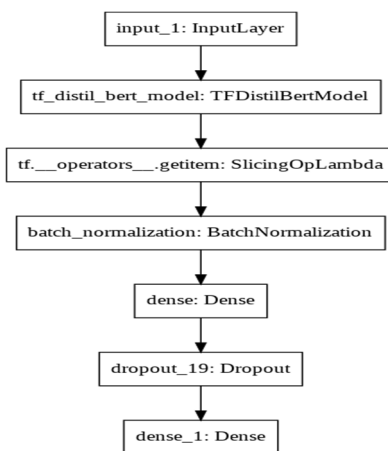 input_1: InputLayer
tf_distil_bert_model: TFDistilBertModel
tf.__operators__.getitem: SlicingOpLambda
batch_normalization: BatchNormalization
dense: Dense
dropout_19: Dropout
dense_1: Dense